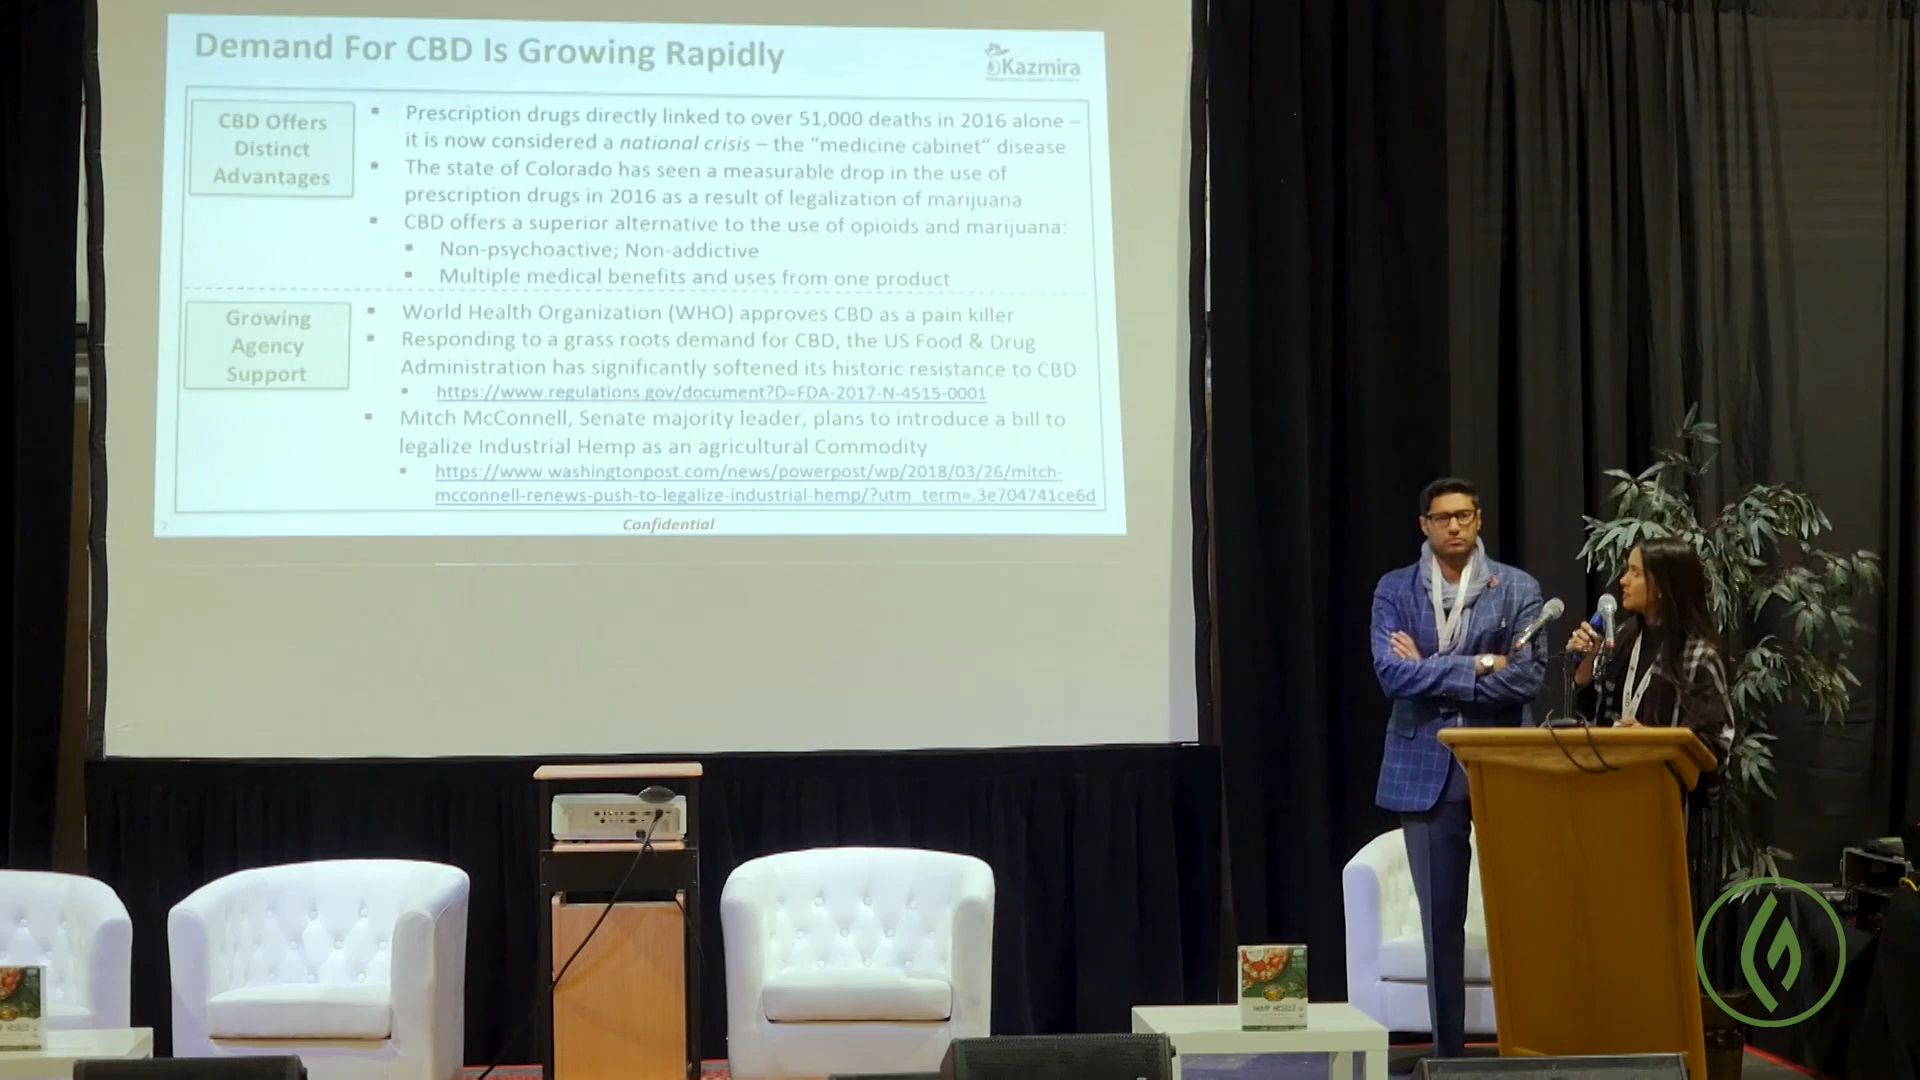 Demand For CBD Is Growing Rapidly
Kazmira
CBD Offers
Distinct
Advantages
Prescription drugs directly linked to over 51,000 deaths in 2016 alone –
it is now considered a national crisis – the "medicine cabinet" disease
The state of Colorado has seen a measurable drop in the use of
prescription drugs in 2016 as a result of legalization of marijuana
CBD offers a superior alternative to the use of opioids and marijuana:
Non-psychoactive; Non-addictive
Multiple medical benefits and uses from one product
Growing
Agency
Support
World Health Organization (WHO) approves CBD as a pain killer
Responding to a grass roots demand for CBD, the US Food & Drug
Administration has significantly softened its historic resistance to CBD
https://www.regulations.gov/document?D=FDA-2017-N-4515-0001
Mitch McConnell, Senate majority leader, plans to introduce a bill to
legalize Industrial Hemp as an agricultural Commodity
https://www.washingtonpost.com/news/powerpost/wp/2018/03/26/mitch-
mcconnell-renews-push-to-legalize-industrial-hemp/?utm_term=.3e704741ce6d
Confidential